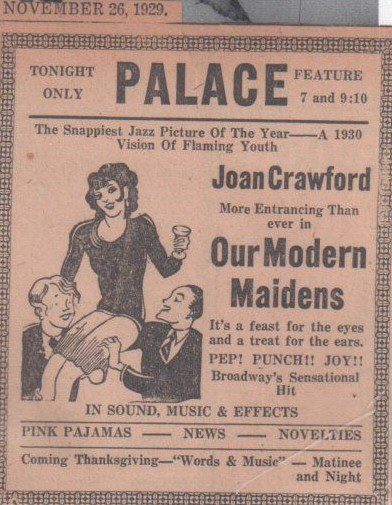 NOVEMBER 26, 1929.
TONIGHT ONLY
PALACE
FEATURE 7 and 9:10
The Snappiest Jazz Picture Of The Year——A 1930
Vision Of Flaming Youth
Joan Crawford
More Entrancing Than
ever in
Our Modern
Maidens
It's a feast for the eyes
and a treat for the ears.
PEP! PUNCH!! JOY!!
Broadway's Sensational
Hit
IN SOUND, MUSIC & EFFECTS
PINK PAJAMAS — NEWS — NOVELTIES
Coming Thanksgiving—"Words & Music" — Matinee
and Night